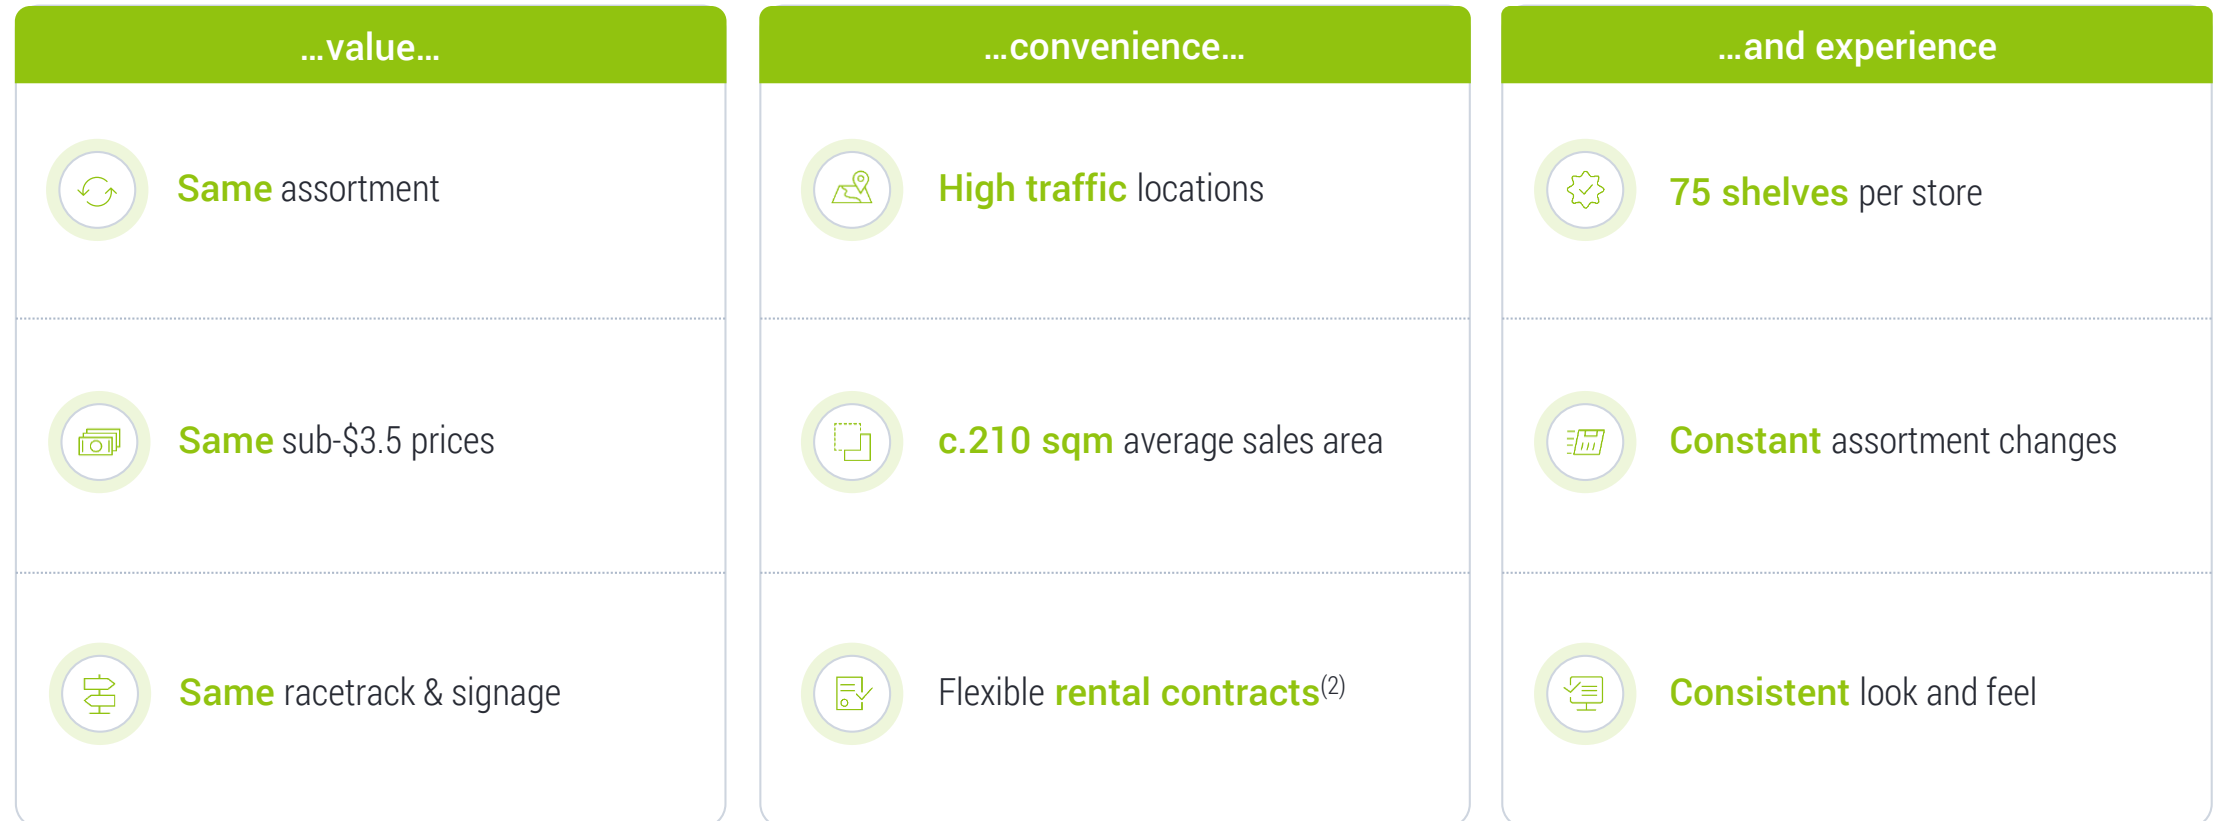 …value…
Same assortment
Same sub-$3.5 prices
Same racetrack & signage
…convenience…
High traffic locations
c.210 sqm average sales area
Flexible rental contracts(2)
…and experience
75 shelves per store
Constant assortment changes
Consistent look and feel